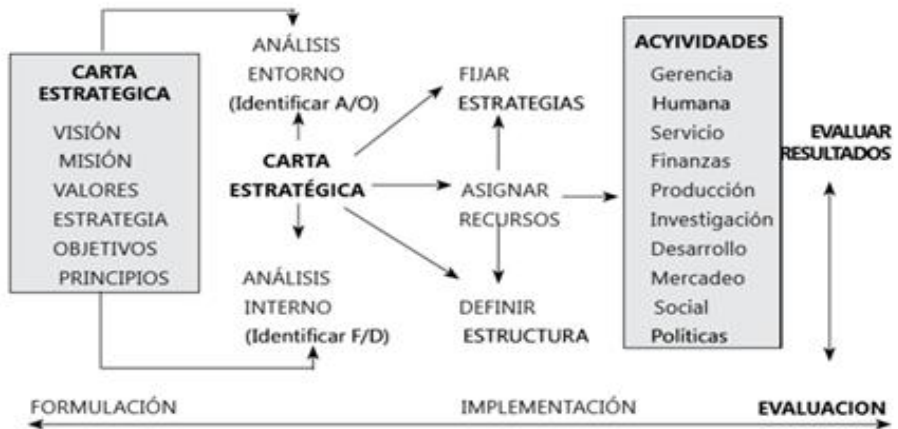 CARTA
ESTRATEGICA
VISIÓN
MISIÓN
VALORES
ESTRATEGIA
OBJETIVOS
PRINCIPIOS
ANÁLISIS
ENTORNO
(Identificar A/O)
CARTA
ESTRATÉGICA
ANÁLISIS
INTERNO
(Identificar F/D)
FIJAR
ESTRATEGIAS
ASIGNAR
RECURSOS
DEFINIR
ESTRUCTURA
ACYIVIDADES
Gerencia
Humana
Servicio
Finanzas
Producción
Investigación
Desarrollo
Mercadeo
Social
Políticas
EVALUAR
RESULTADOS
FORMULACIÓN
IMPLEMENTACIÓN
EVALUACION